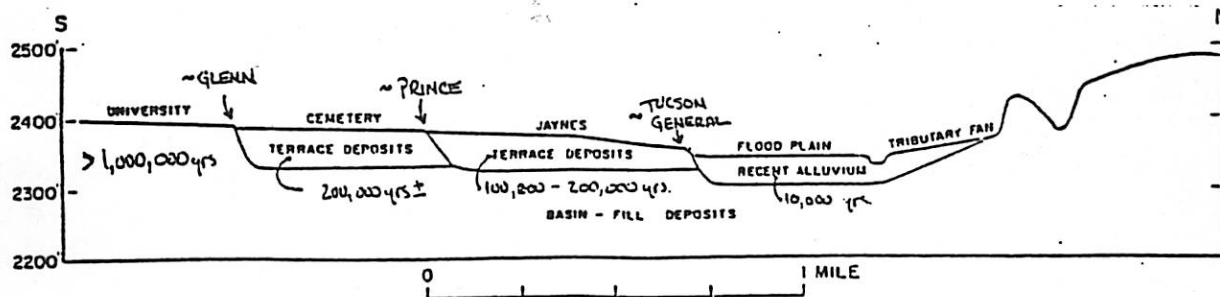 S
N
2500'
~GLENN
~PRINCE
~TUCSON GENERAL
UNIVERSITY
CEMETERY
JAYNES
FLOOD PLAIN
TRIBUTARY FAN
2400'
>1,000,000 yrs
TERRACE DEPOSITS
TERRACE DEPOSITS
RECENT ALLUVIUM
200,000 yrs ±
100,000 - 200,000 yrs.
10,000 yrs
2300'
BASIN - FILL DEPOSITS
2200'
0
1 MILE